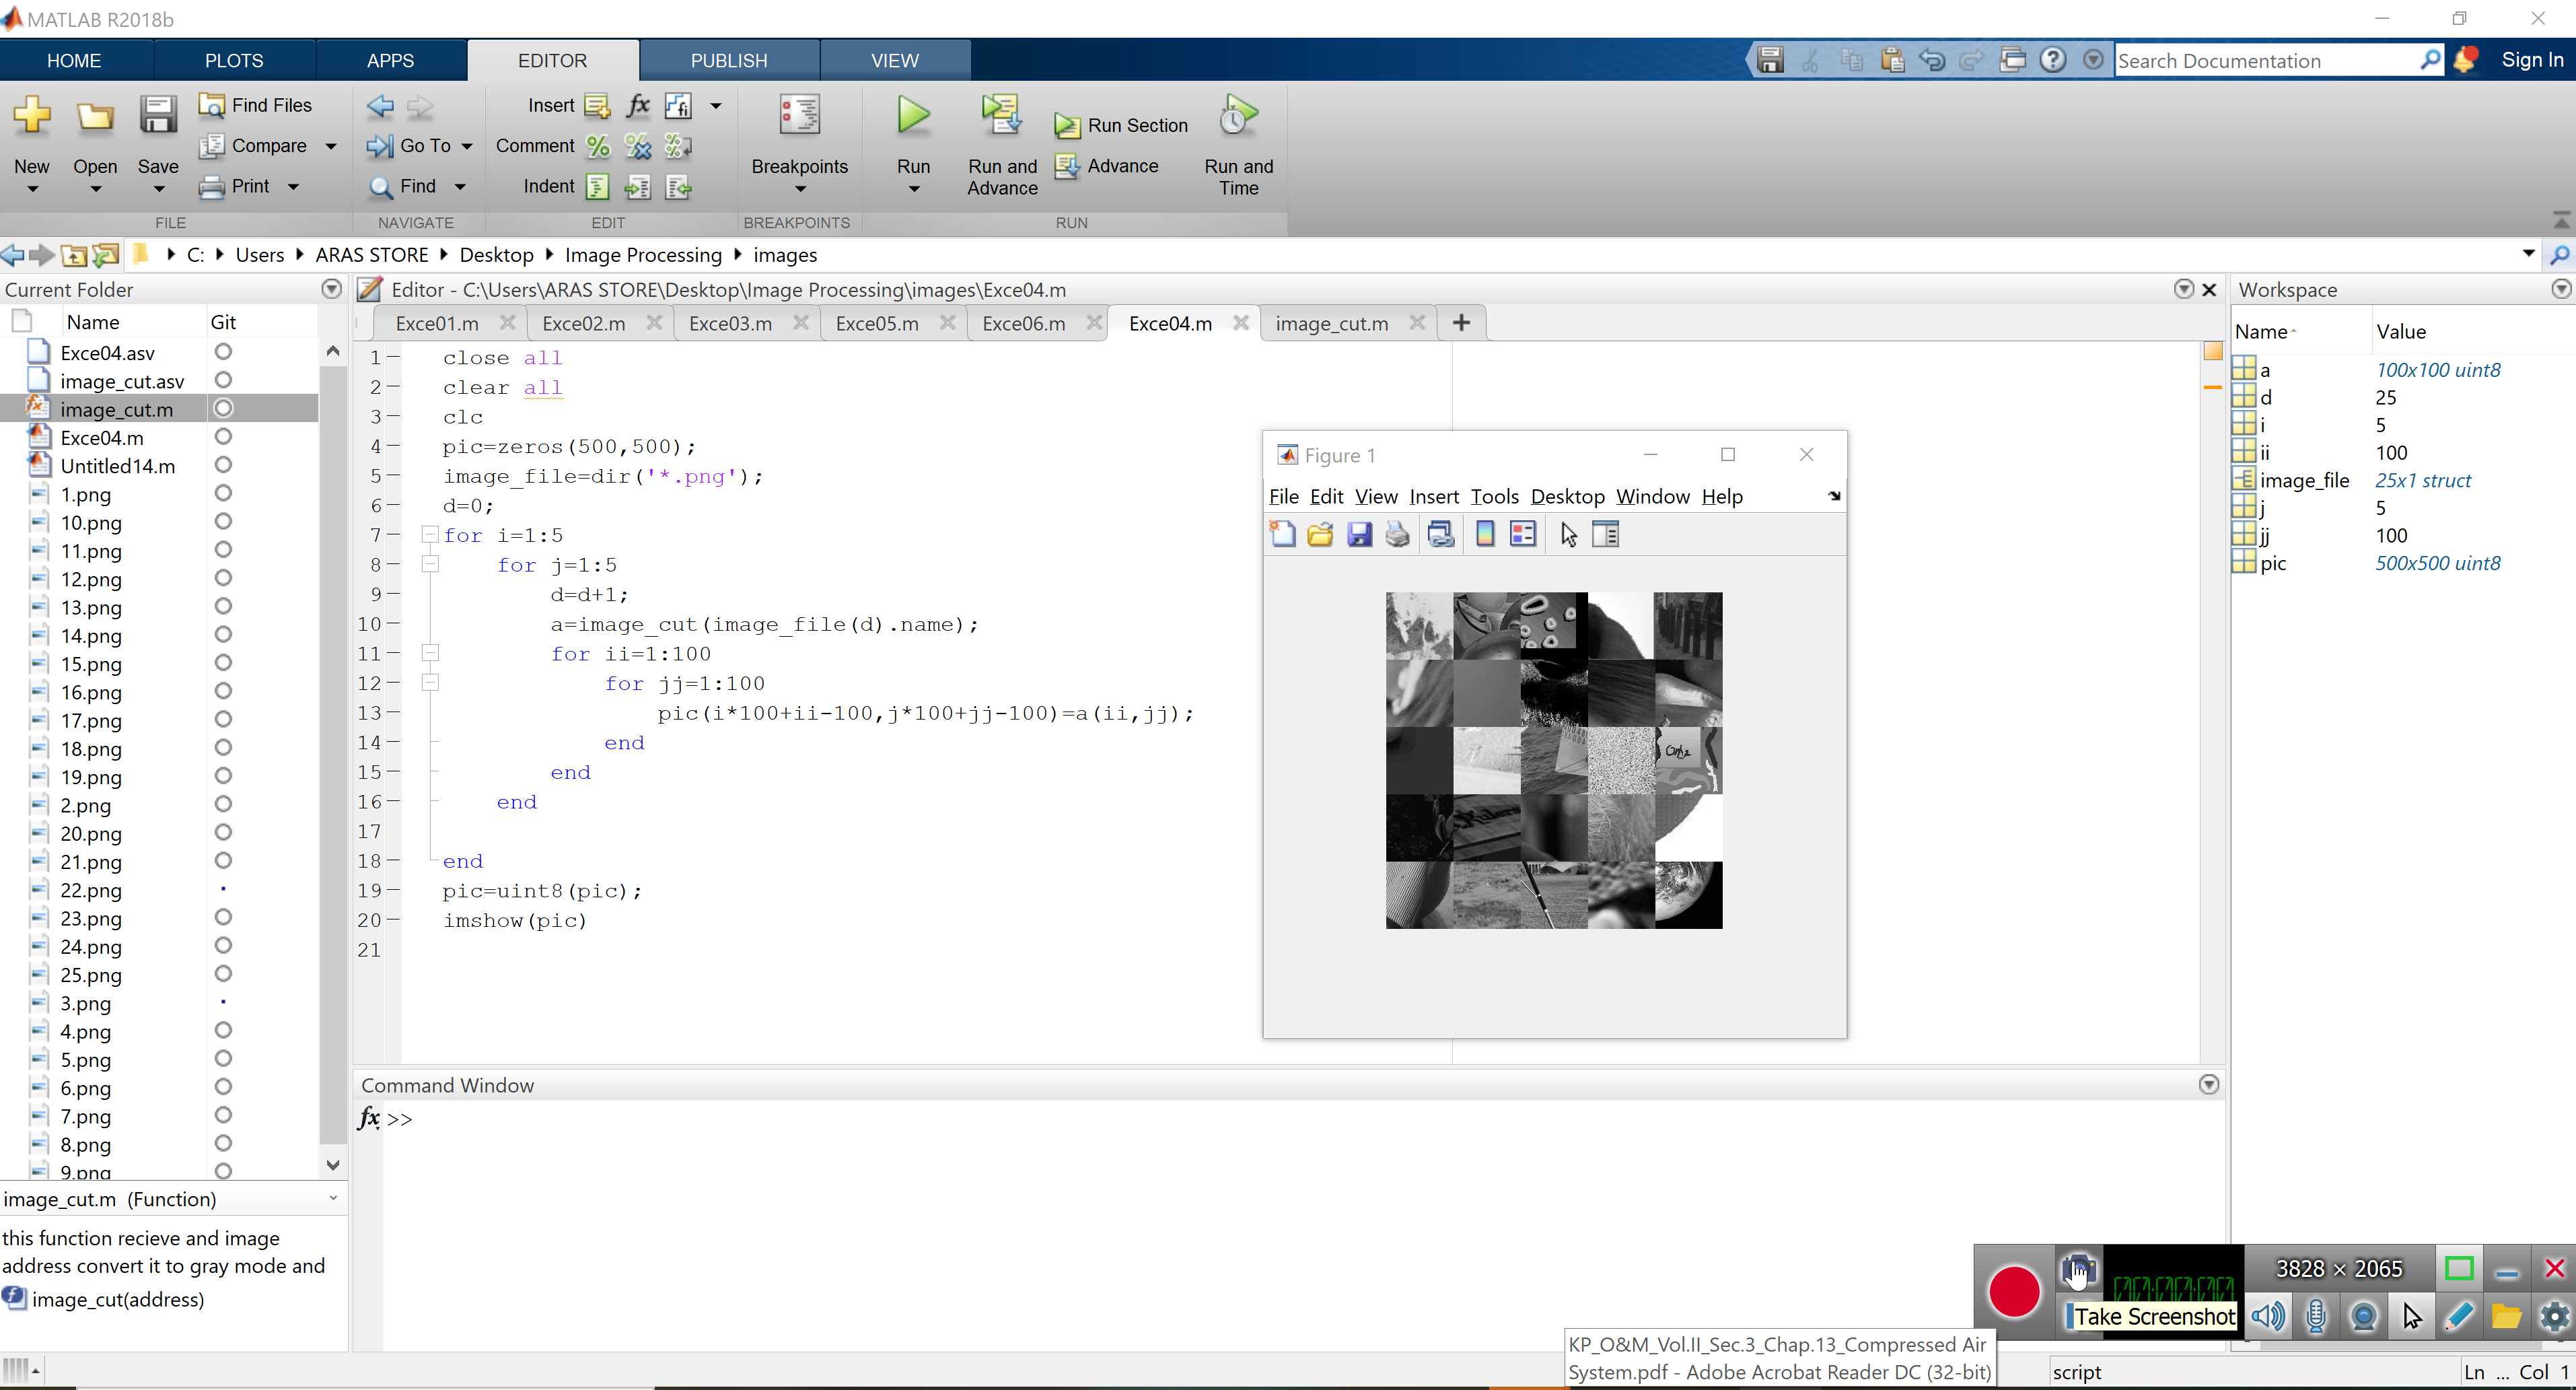 MATLAB R2018b
HOME PLOTS APPS EDITOR PUBLISH VIEW
Search Documentation
Sign In
New Open Save
Find Files
Compare
Print
FILE
Go To
Find
NAVIGATE
Insert
Comment
Indent
EDIT
Breakpoints
BREAKPOINTS
Run
Run and Advance
Run Section
Advance
Run and Time
RUN
C: Users ARAS STORE Desktop Image Processing images
Current Folder
Name Git
Exce04.asv
image_cut.asv
image_cut.m
Exce04.m
Untitled14.m
1.png
10.png
11.png
12.png
13.png
14.png
15.png
16.png
17.png
18.png
19.png
2.png
20.png
21.png
22.png
23.png
24.png
25.png
3.png
4.png
5.png
6.png
7.png
8.png
9.png
image_cut.m (Function)
this function recieve and image
address convert it to gray mode and
image_cut(address)
Editor - C:\Users\ARAS STORE\Desktop\Image Processing\images\Exce04.m
Exce01.m Exce02.m Exce03.m Exce05.m Exce06.m Exce04.m image_cut.m
1 close all
2 clear all
3 clc
4 pic=zeros(500,500);
5 image_file=dir('*.png');
6 d=0;
7 for i=1:5
8 for j=1:5
9 d=d+1;
10 a=image_cut(image_file(d).name);
11 for ii=1:100
12 for jj=1:100
13 pic(i*100+ii-100,j*100+jj-100)=a(ii,jj);
14 end
15 end
16 end
17
18 end
19 pic=uint8(pic);
20 imshow(pic)
21
Figure 1
File Edit View Insert Tools Desktop Window Help
Command Window
fx >>
Workspace
Name Value
a 100x100 uint8
d 25
i 5
ii 100
image_file 25x1 struct
j 5
jj 100
pic 500x500 uint8
3828 × 2065
Take Screenshot
KP_O&M_Vol.II_Sec.3_Chap.13_Compressed Air
System.pdf - Adobe Acrobat Reader DC (32-bit)
script
Ln ... Col 1